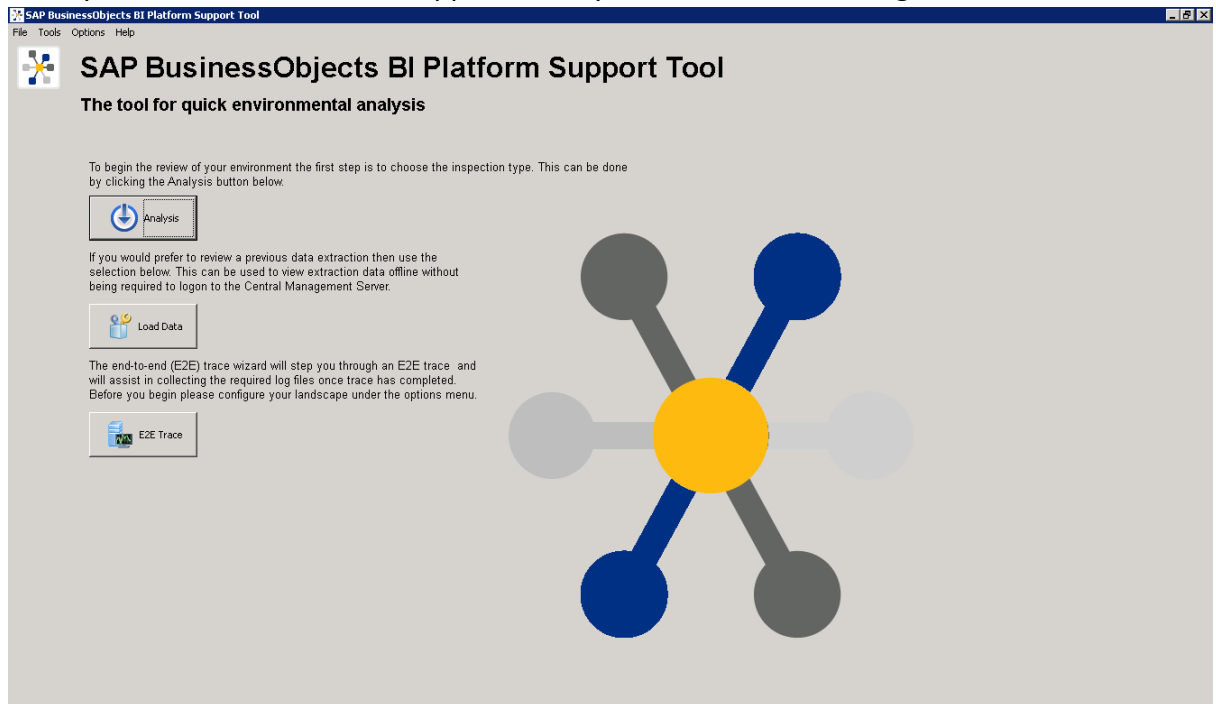 SAP BusinessObjects BI Platform Support Tool
File Tools Options Help
SAP BusinessObjects BI Platform Support Tool
The tool for quick environmental analysis
To begin the review of your environment the first step is to choose the inspection type. This can be done
by clicking the Analysis button below.
Analysis
If you would prefer to review a previous data extraction then use the
selection below. This can be used to view extraction data offline without
being required to logon to the Central Management Server.
Load Data
The end-to-end (E2E) trace wizard will step you through an E2E trace and
will assist in collecting the required log files once trace has completed.
Before you begin please configure your landscape under the options menu.
E2E Trace